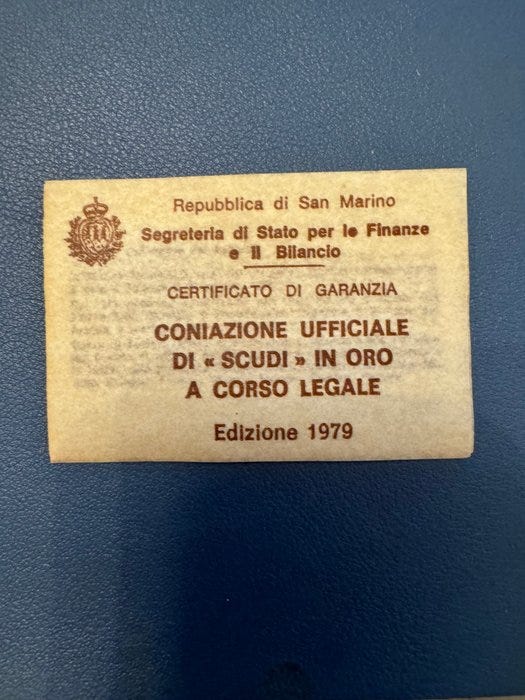 Repubblica di San Marino
Segreteria di Stato per le Finanze
e il Bilancio
CERTIFICATO DI GARANZIA
CONIAZIONE UFFICIALE
DI « SCUDI » IN ORO
A CORSO LEGALE
Edizione 1979